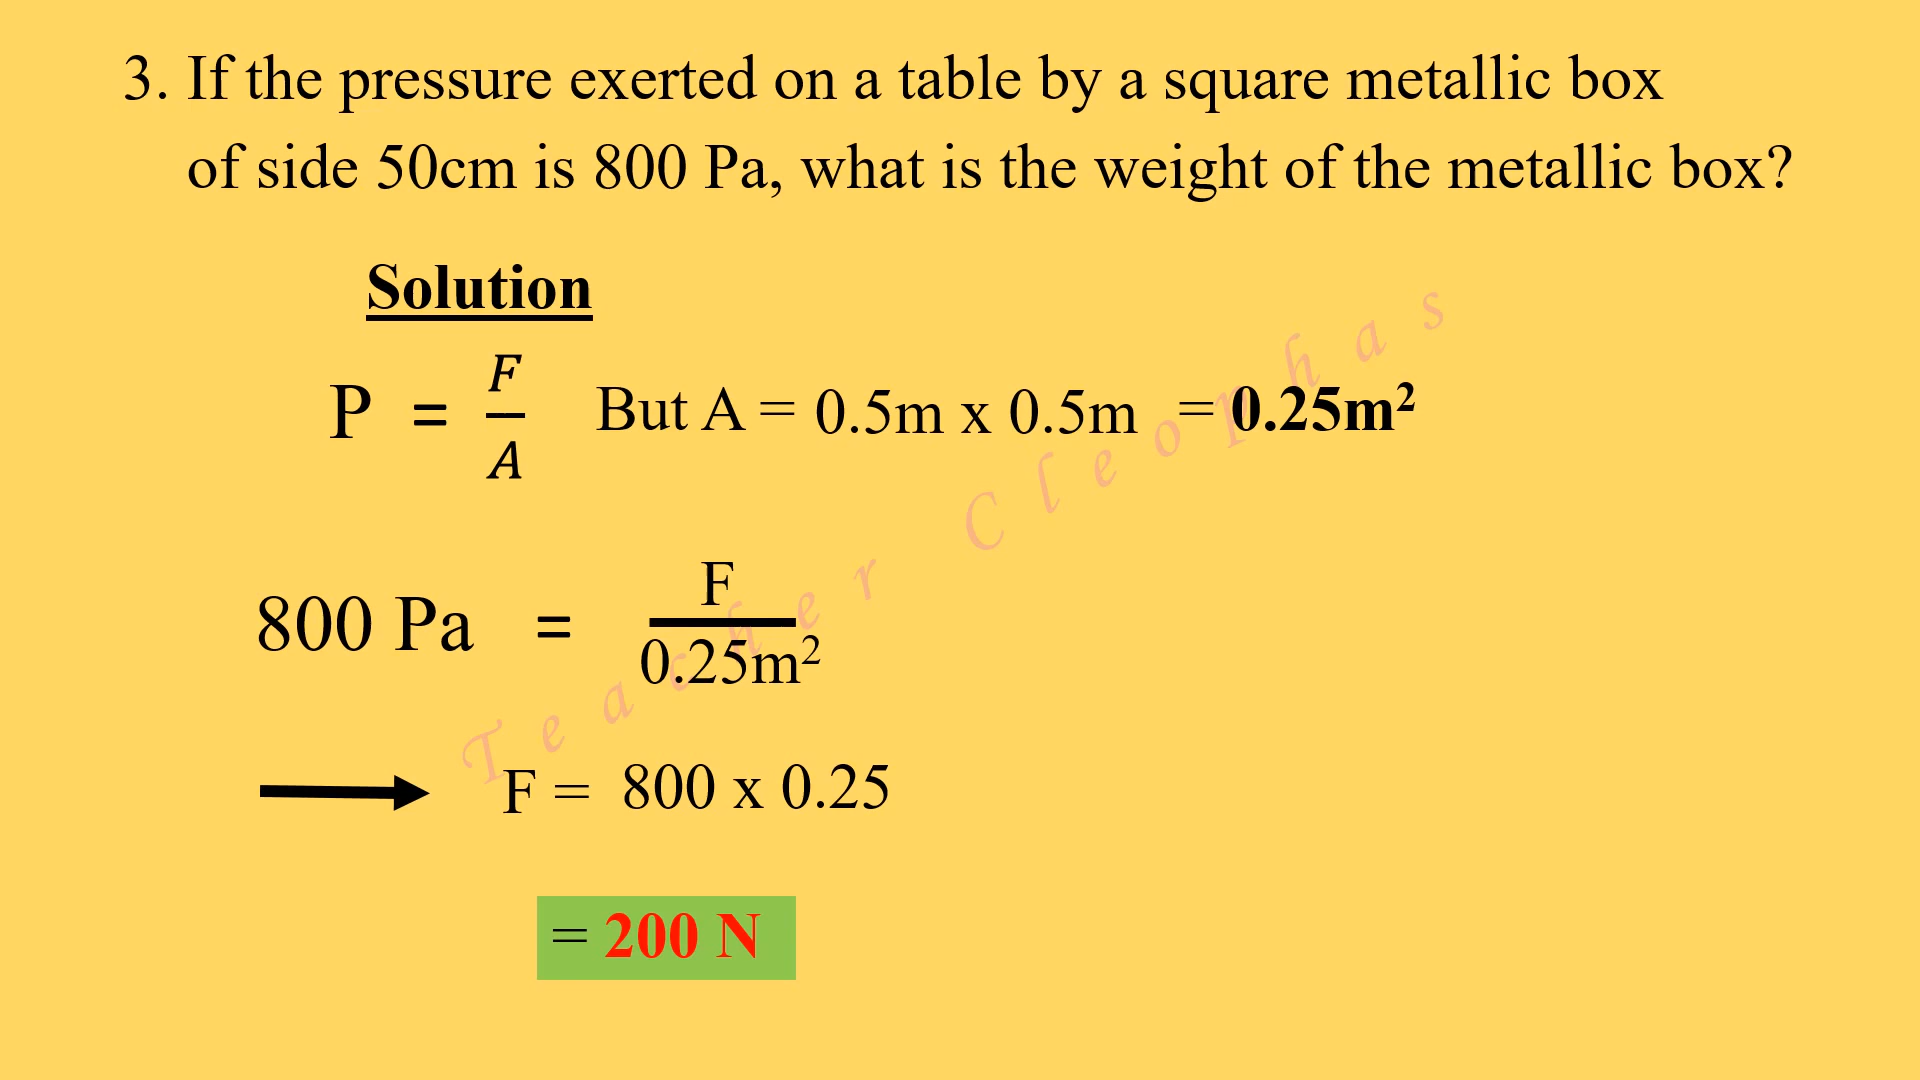 3. If the pressure exerted on a table by a square metallic box
of side 50cm is 800 Pa, what is the weight of the metallic box?
Solution
P = F/A But A = 0.5m x 0.5m = 0.25m²
800 Pa = F/0.25m²
F = 800 x 0.25
= 200 N
Teacher Cleophas